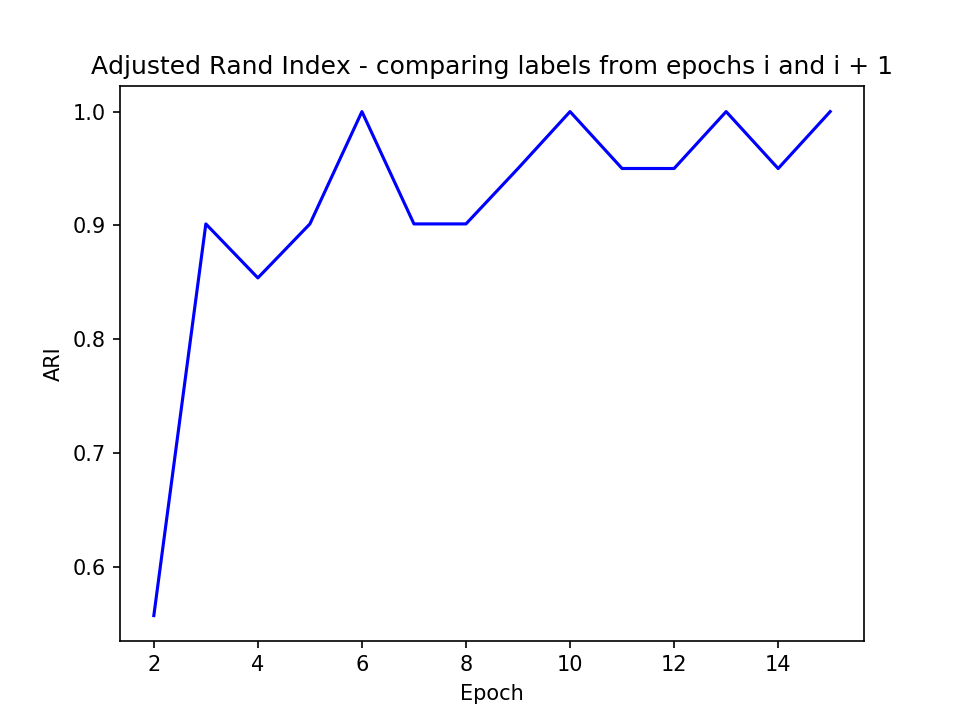 Adjusted Rand Index - comparing labels from epochs i and i + 1
1.0
0.9
0.8
0.7
0.6
ARI
2 4 6 8 10 12 14
Epoch